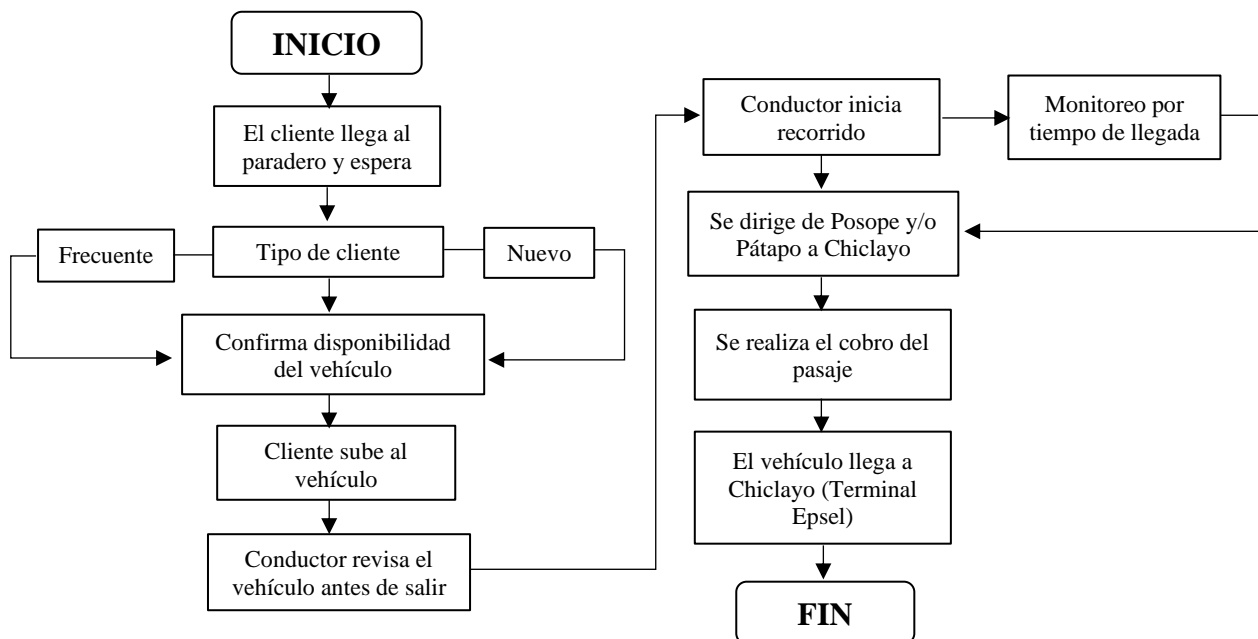 INICIO
El cliente llega al
paradero y espera
Frecuente
Tipo de cliente
Nuevo
Confirma disponibilidad
del vehículo
Cliente sube al
vehículo
Conductor revisa el
vehículo antes de salir
Conductor inicia
recorrido
Monitoreo por
tiempo de llegada
Se dirige de Posope y/o
Pátapo a Chiclayo
Se realiza el cobro del
pasaje
El vehículo llega a
Chiclayo (Terminal
Epsel)
FIN